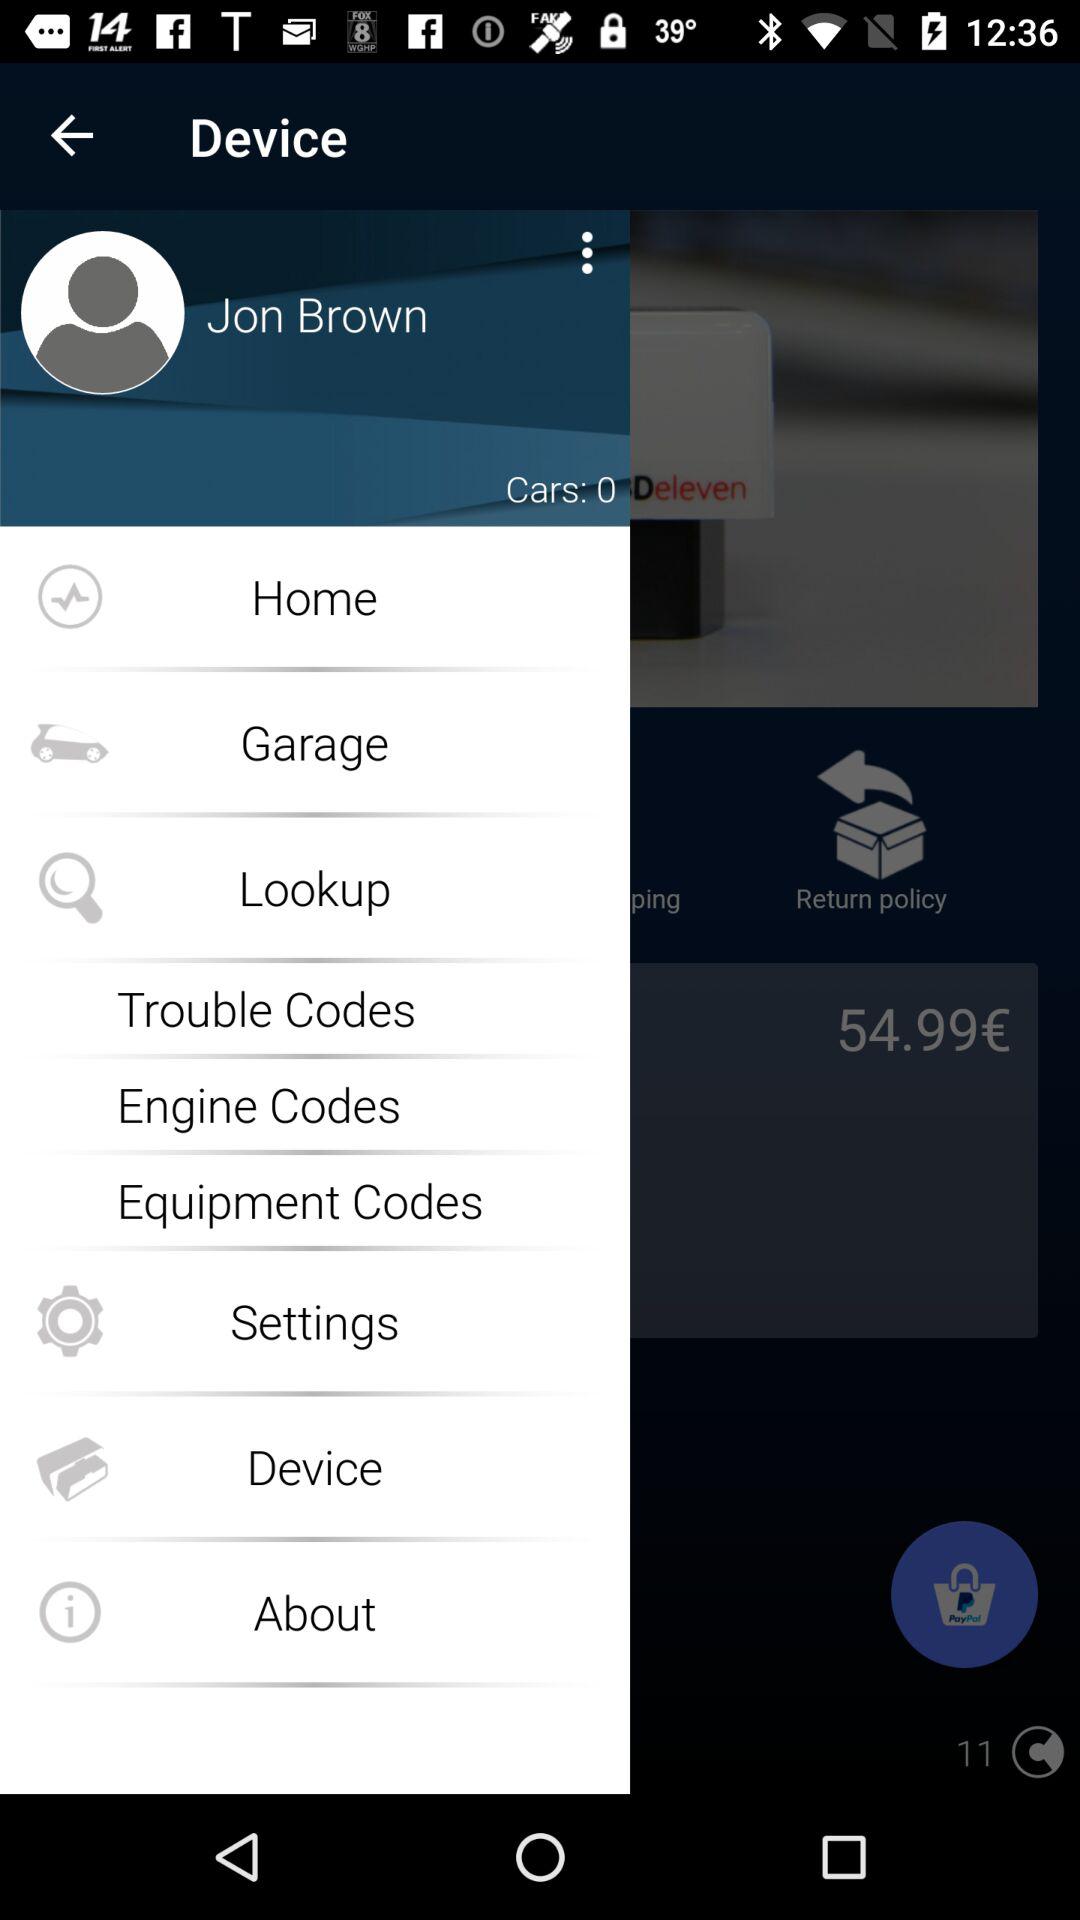 14
FIRST ALERT
FOX
8
WGHP
FAK
39°
12:36
Device
Jon Brown
Cars: 0
Deleven
Home
Garage
Lookup
ping
Return policy
Trouble Codes
54.99€
Engine Codes
Equipment Codes
Settings
Device
PayPal
About
11